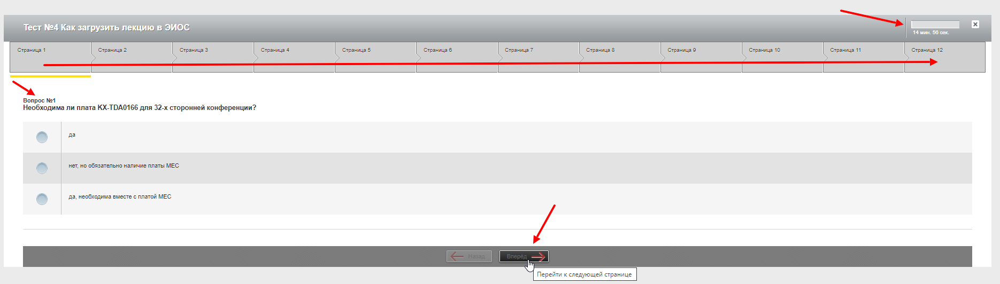 Тест №4 Как загрузить лекцию в ЭИОС
14 мин. 56 сек.
Страница 1
Страница 2
Страница 3
Страница 4
Страница 5
Страница 6
Страница 7
Страница 8
Страница 9
Страница 10
Страница 11
Страница 12
Вопрос №1
Необходима ли плата KX-TDA0166 для 32-х сторонней конференции?
да
нет, но обязательно наличие платы MEC
да, необходима вместе с платой MEC
Назад
Вперёд
Перейти к следующей странице